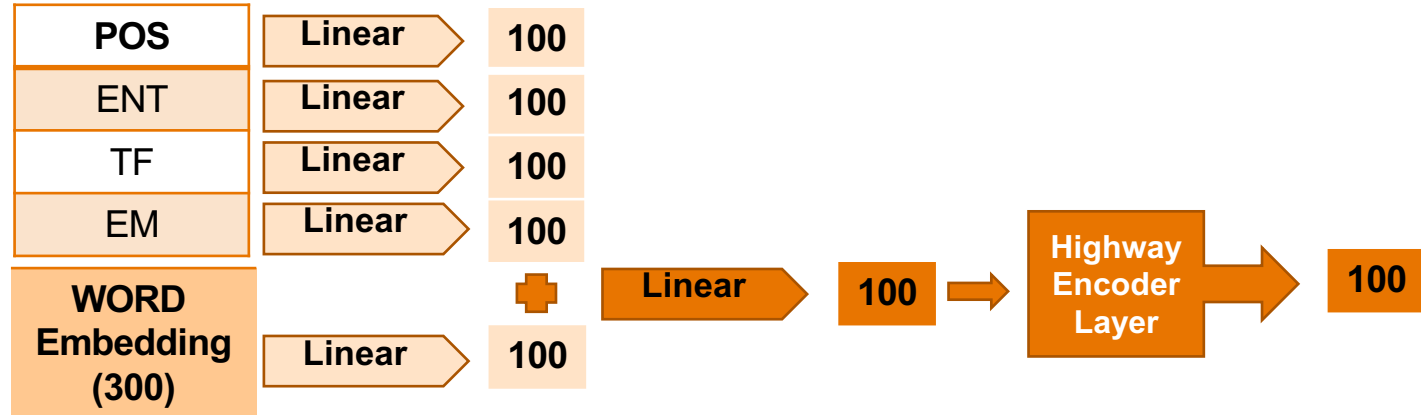 POS Linear 100
ENT Linear 100
TF Linear 100
EM Linear 100
WORD
Embedding
(300)
Linear 100
Linear 100
Highway
Encoder
Layer
100